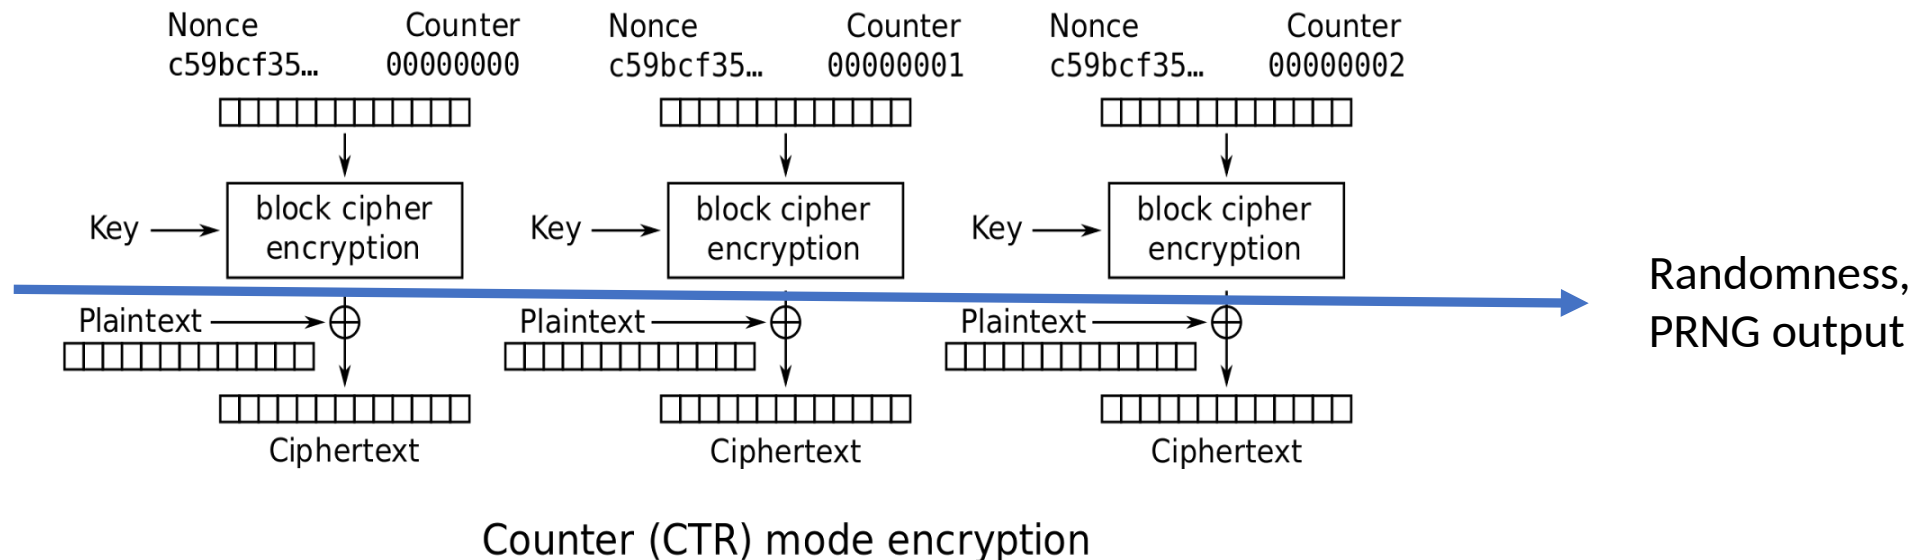 Nonce Counter
c59bcf35… 00000000
block cipher
encryption
Key
Plaintext
Ciphertext
Nonce Counter
c59bcf35… 00000001
block cipher
encryption
Key
Plaintext
Ciphertext
Nonce Counter
c59bcf35… 00000002
block cipher
encryption
Key
Plaintext
Ciphertext
Randomness,
PRNG output
Counter (CTR) mode encryption